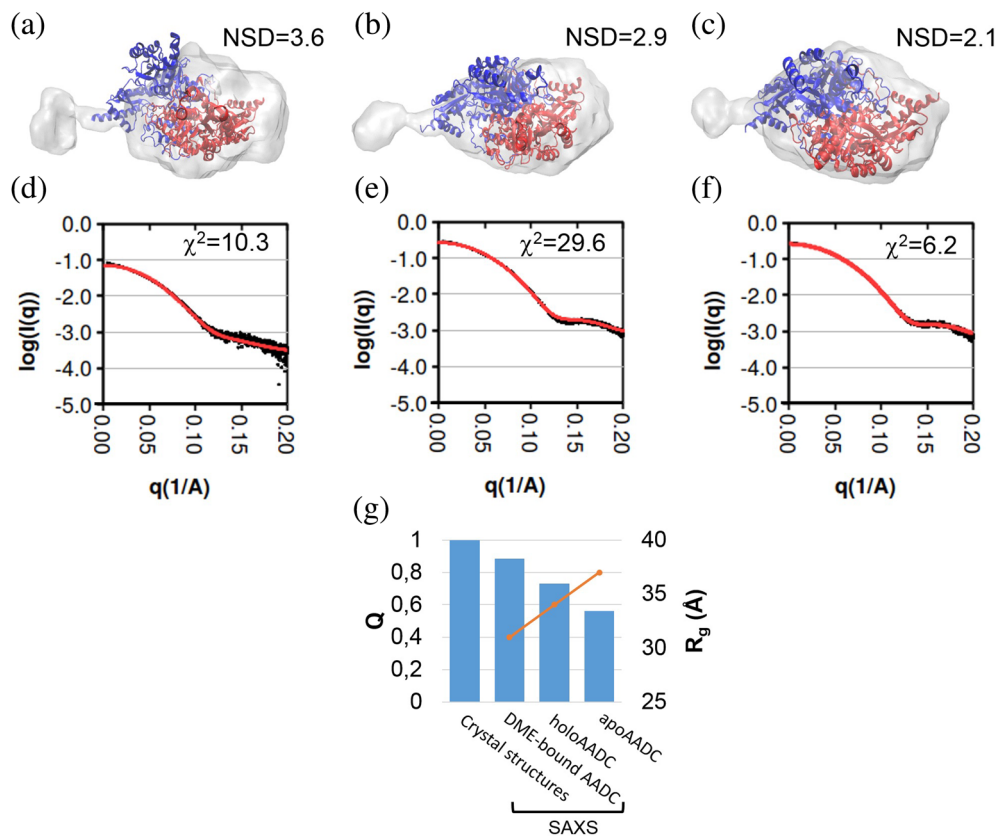 (a) (b) (c)
NSD=3.6 NSD=2.9 NSD=2.1
(d) (e) (f)
0.0
-1.0
-2.0
-3.0
-4.0
-5.0
log(I(q))
χ²=10.3
0.00 0.05 0.10 0.15 0.20
q(1/A)
0.0
-1.0
-2.0
-3.0
-4.0
-5.0
log(I(q))
χ²=29.6
0.00 0.05 0.10 0.15 0.20
q(1/A)
0.0
-1.0
-2.0
-3.0
-4.0
-5.0
log(I(q))
χ²=6.2
0.00 0.05 0.10 0.15 0.20
q(1/A)
(g)
1
0,8
0,6
0,4
0,2
0
Q
40
35
30
25
Rg (Å)
Crystal structures
DME-bound AADC
holoAADC
apoAADC
SAXS